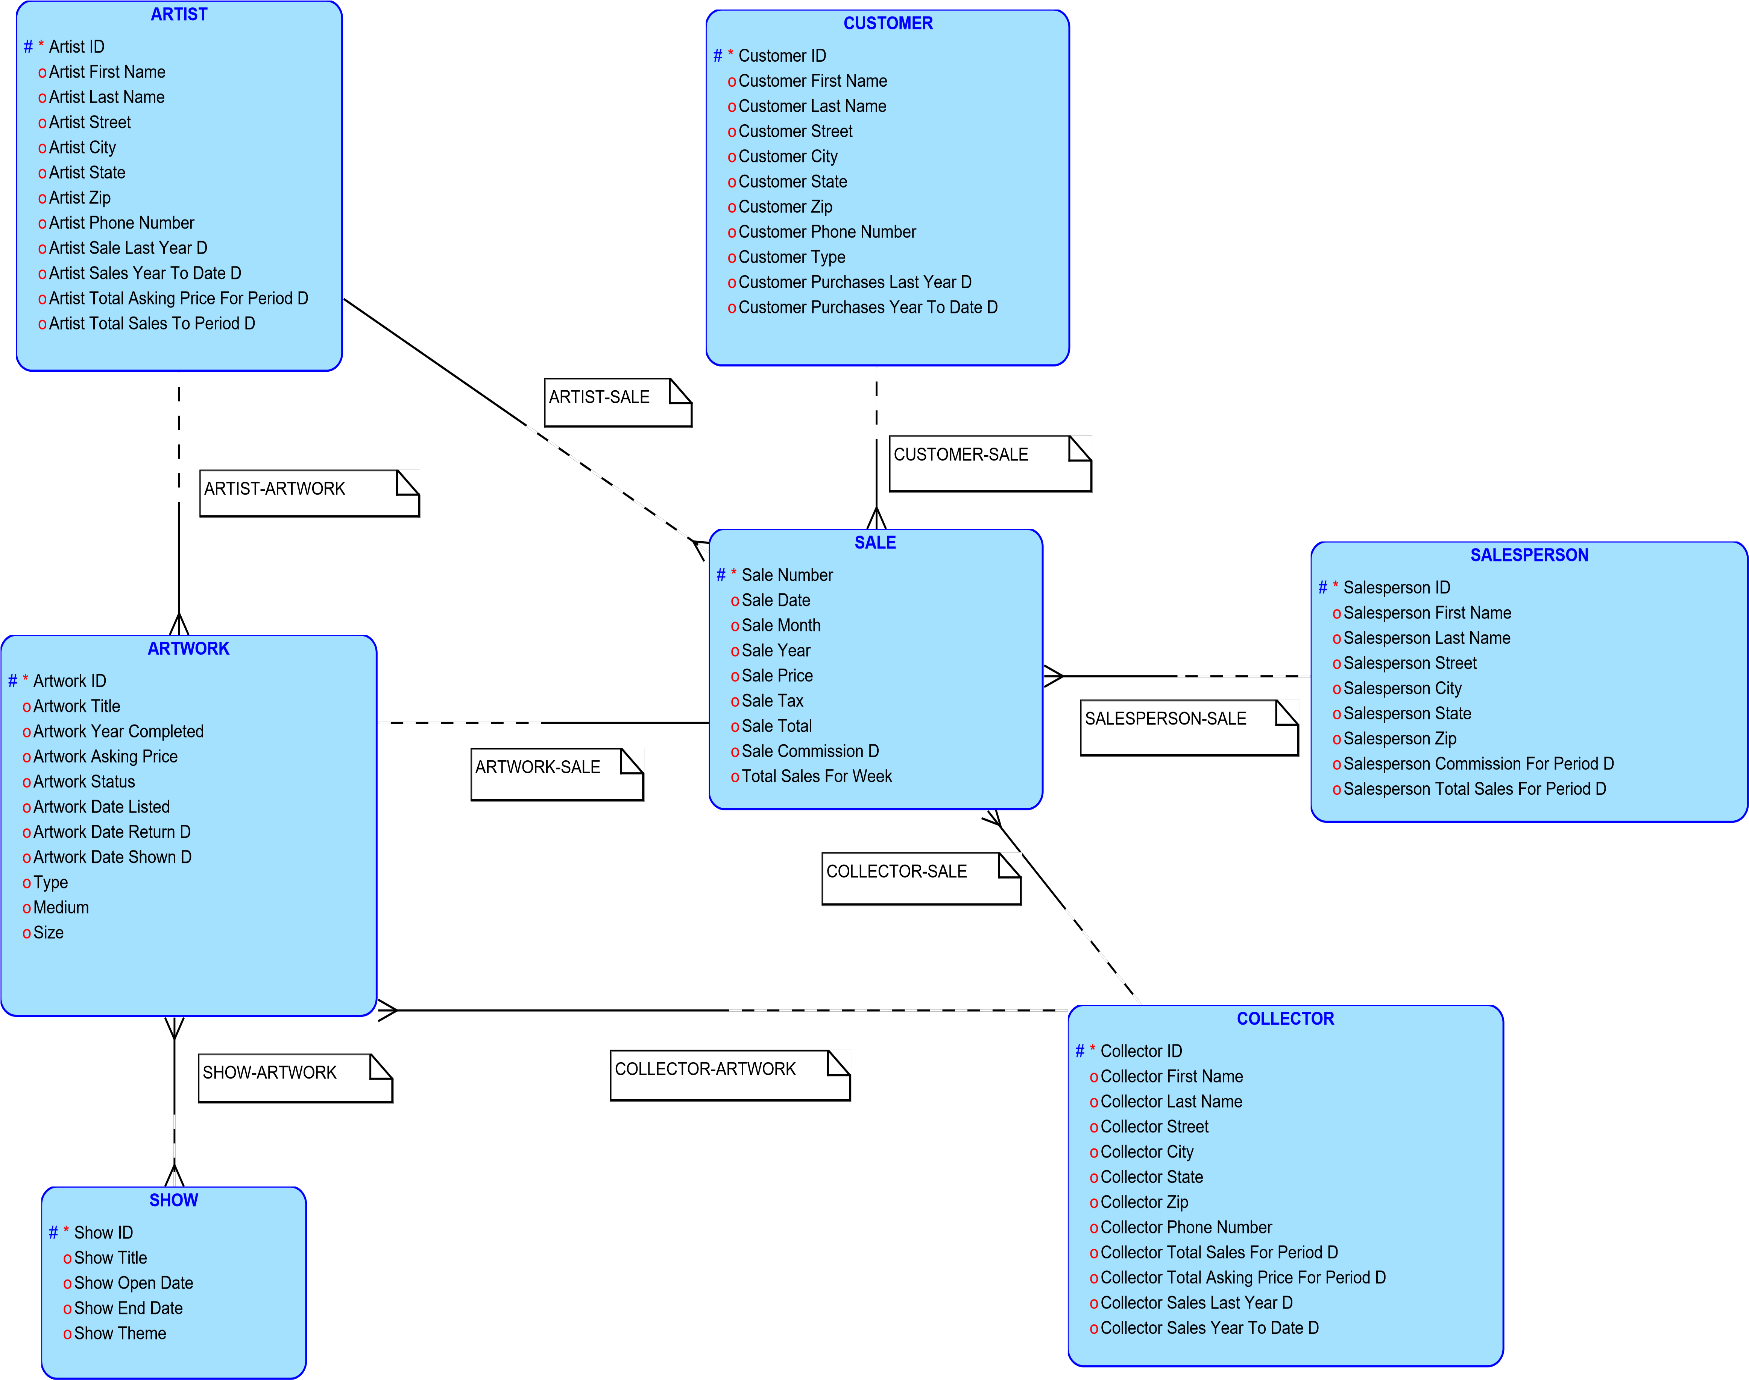 ARTIST
# * Artist ID
o Artist First Name
o Artist Last Name
o Artist Street
o Artist City
o Artist State
o Artist Zip
o Artist Phone Number
o Artist Sale Last Year D
o Artist Sales Year To Date D
o Artist Total Asking Price For Period D
o Artist Total Sales To Period D
CUSTOMER
# * Customer ID
o Customer First Name
o Customer Last Name
o Customer Street
o Customer City
o Customer State
o Customer Zip
o Customer Phone Number
o Customer Type
o Customer Purchases Last Year D
o Customer Purchases Year To Date D
ARTIST-SALE
CUSTOMER-SALE
ARTIST-ARTWORK
SALE
# * Sale Number
o Sale Date
o Sale Month
o Sale Year
o Sale Price
o Sale Tax
o Sale Total
o Sale Commission D
o Total Sales For Week
SALESPERSON
# * Salesperson ID
o Salesperson First Name
o Salesperson Last Name
o Salesperson Street
o Salesperson City
o Salesperson State
o Salesperson Zip
o Salesperson Commission For Period D
o Salesperson Total Sales For Period D
SALESPERSON-SALE
ARTWORK
# * Artwork ID
o Artwork Title
o Artwork Year Completed
o Artwork Asking Price
o Artwork Status
o Artwork Date Listed
o Artwork Date Return D
o Artwork Date Shown D
o Type
o Medium
o Size
ARTWORK-SALE
COLLECTOR-SALE
SHOW-ARTWORK
COLLECTOR-ARTWORK
COLLECTOR
# * Collector ID
o Collector First Name
o Collector Last Name
o Collector Street
o Collector City
o Collector State
o Collector Zip
o Collector Phone Number
o Collector Total Sales For Period D
o Collector Total Asking Price For Period D
o Collector Sales Last Year D
o Collector Sales Year To Date D
SHOW
# * Show ID
o Show Title
o Show Open Date
o Show End Date
o Show Theme